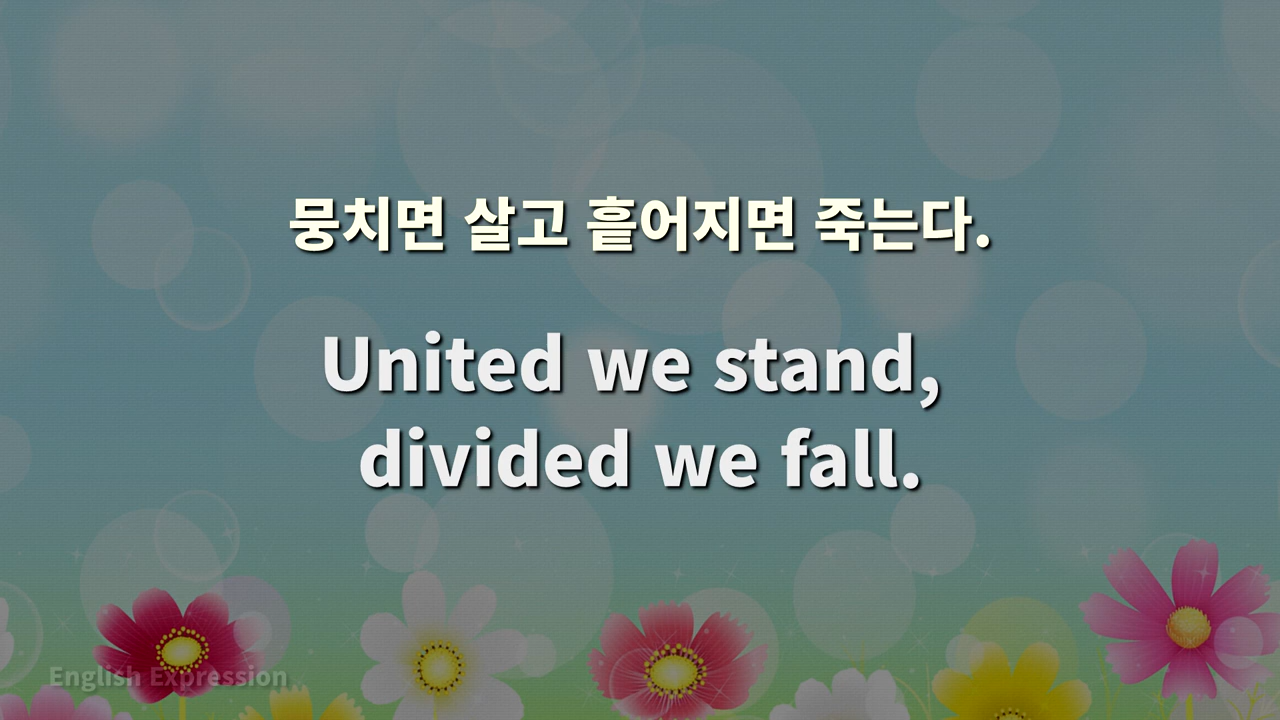 뭉치면 살고 흩어지면 죽는다.
United we stand,
divided we fall.
English Expression